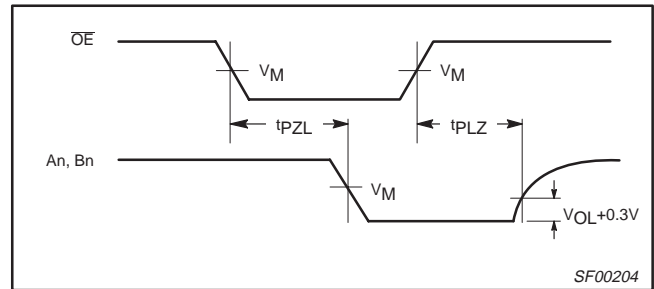 OE
VM
VM
tPZL
tPLZ
An, Bn
VM
VOL+0.3V
SF00204